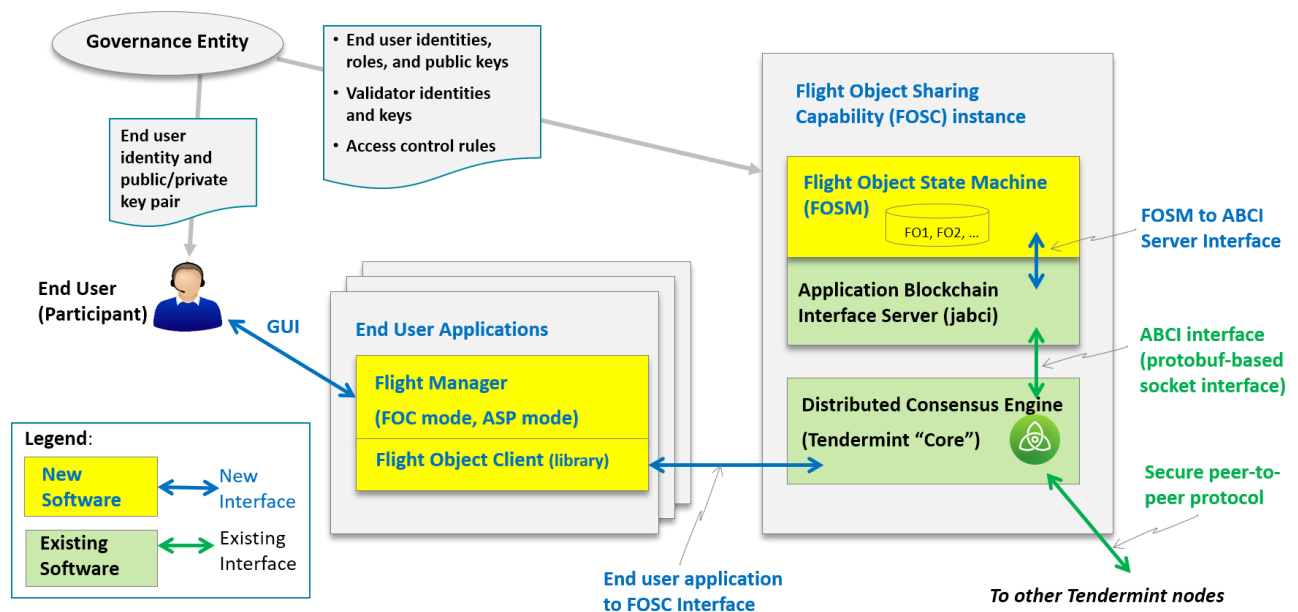 Governance Entity
• End user identities,
roles, and public keys
• Validator identities
and keys
• Access control rules
End user
identity and
public/private
key pair
End User
(Participant)
GUI
End User Applications
Flight Manager
(FOC mode, ASP mode)
Flight Object Client (library)
Flight Object Sharing
Capability (FOSC) instance
Flight Object State Machine
(FOSM)
FO1, FO2, ...
Application Blockchain
Interface Server (jabci)
Distributed Consensus Engine
(Tendermint “Core”)
FOSM to ABCI
Server Interface
ABCI interface
(protobuf-based
socket interface)
Secure peer-to-
peer protocol
To other Tendermint nodes
End user application
to FOSC Interface
Legend:
New
Software
New
Interface
Existing
Software
Existing
Interface